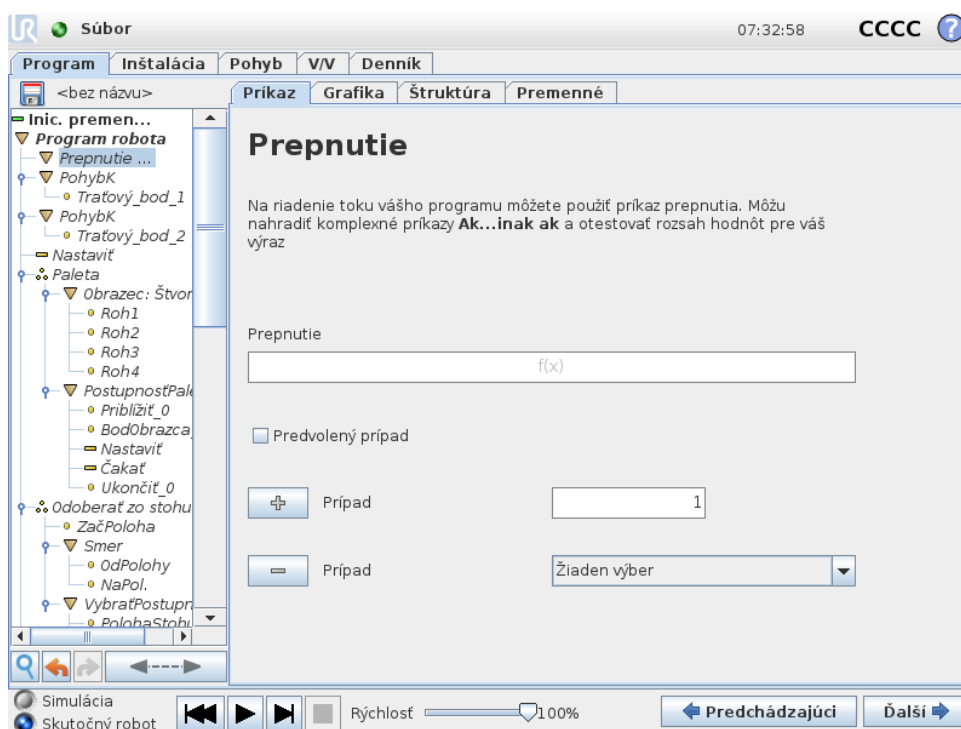 UR Súbor 07:32:58 CCCC ?
Program Inštalácia Pohyb V/V Denník
<bez názvu> Príkaz Grafika Štruktúra Premenné
Inic. premen...
Program robota
Prepnutie ...
PohybK
Traťový_bod_1
PohybK
Traťový_bod_2
Nastaviť
Paleta
Obrazec: Štvor
Roh1
Roh2
Roh3
Roh4
PostupnosťPale
Priblížiť_0
BodObrazca_
Nastaviť
Čakať
Ukončiť_0
Odoberať zo stohu
ZačPoloha
Smer
OdPolohy
NaPol.
VybraťPostupn
PolohaStohu
Prepnutie
Na riadenie toku vášho programu môžete použiť príkaz prepnutia. Môžu
nahradiť komplexné príkazy Ak...inak ak a otestovať rozsah hodnôt pre váš
výraz
Prepnutie
f(x)
Predvolený prípad
Prípad 1
Prípad Žiaden výber
Simulácia
Skutočný robot
Rýchlosť 100%
Predchádzajúci Ďalší